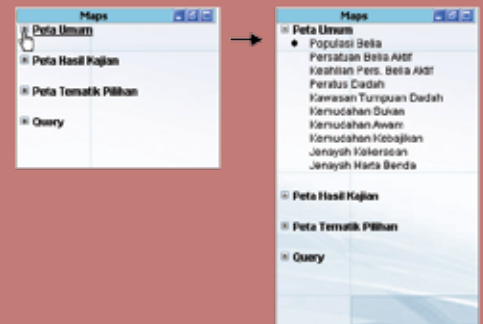 Maps
Peta Umum
Peta Hasil Kajian
Peta Tematik Pilihan
Query
Maps
Peta Umum
Populasi Belia
Persatuan Belia Aktif
Keahlian Pers. Belia Aktif
Peratus Dadah
Kawasan Tumpuan Dadah
Kemudahan Sukan
Kemudahan Awam
Kemudahan Kebajikan
Jenayah Kekerasan
Jenayah Harta Benda
Peta Hasil Kajian
Peta Tematik Pilihan
Query